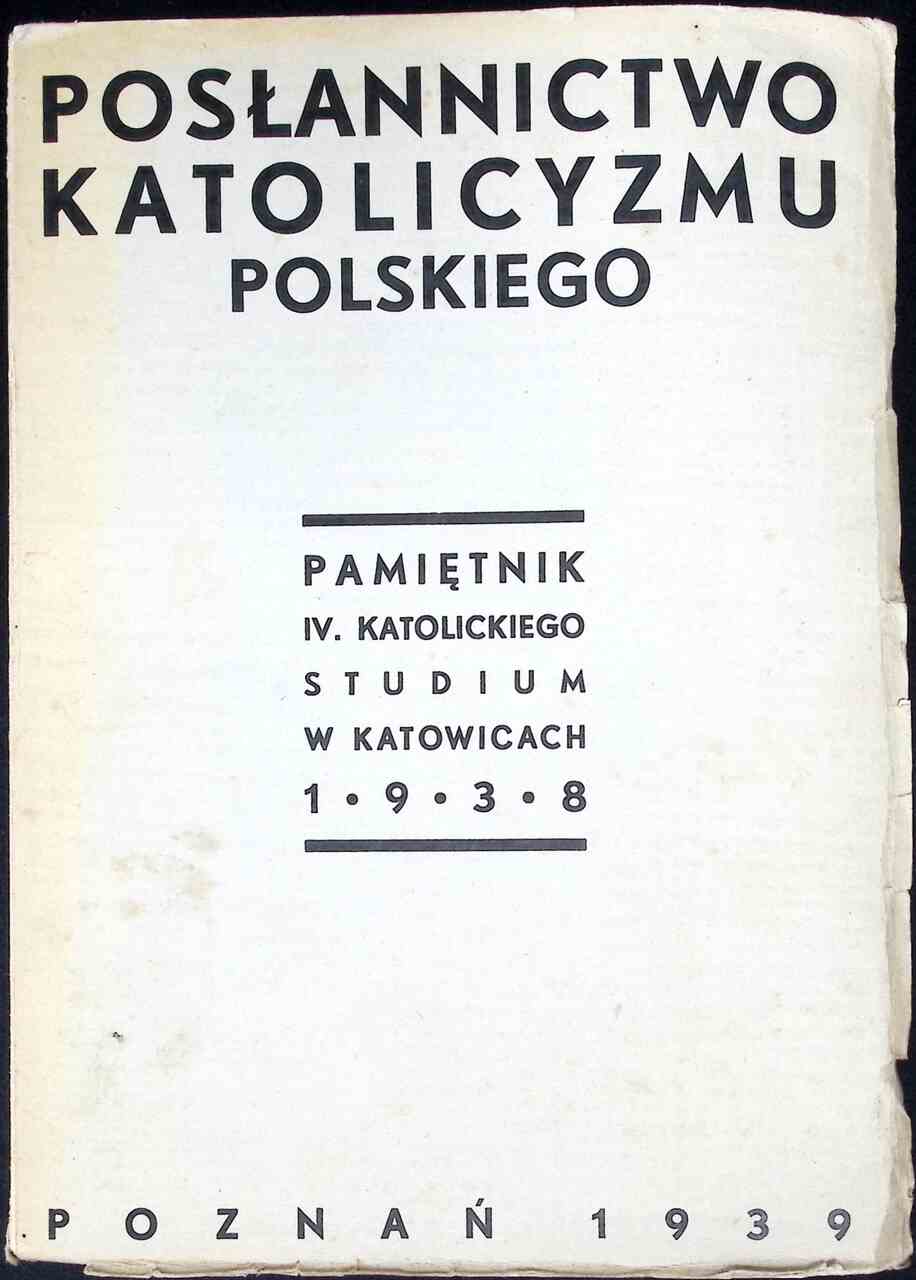 POSŁANNICTWO
KATOLICYZMU
POLSKIEGO
PAMIĘTNIK
IV. KATOLICKIEGO
STUDIUM
W KATOWICACH
1 • 9 • 3 • 8
POZNAŃ 1939